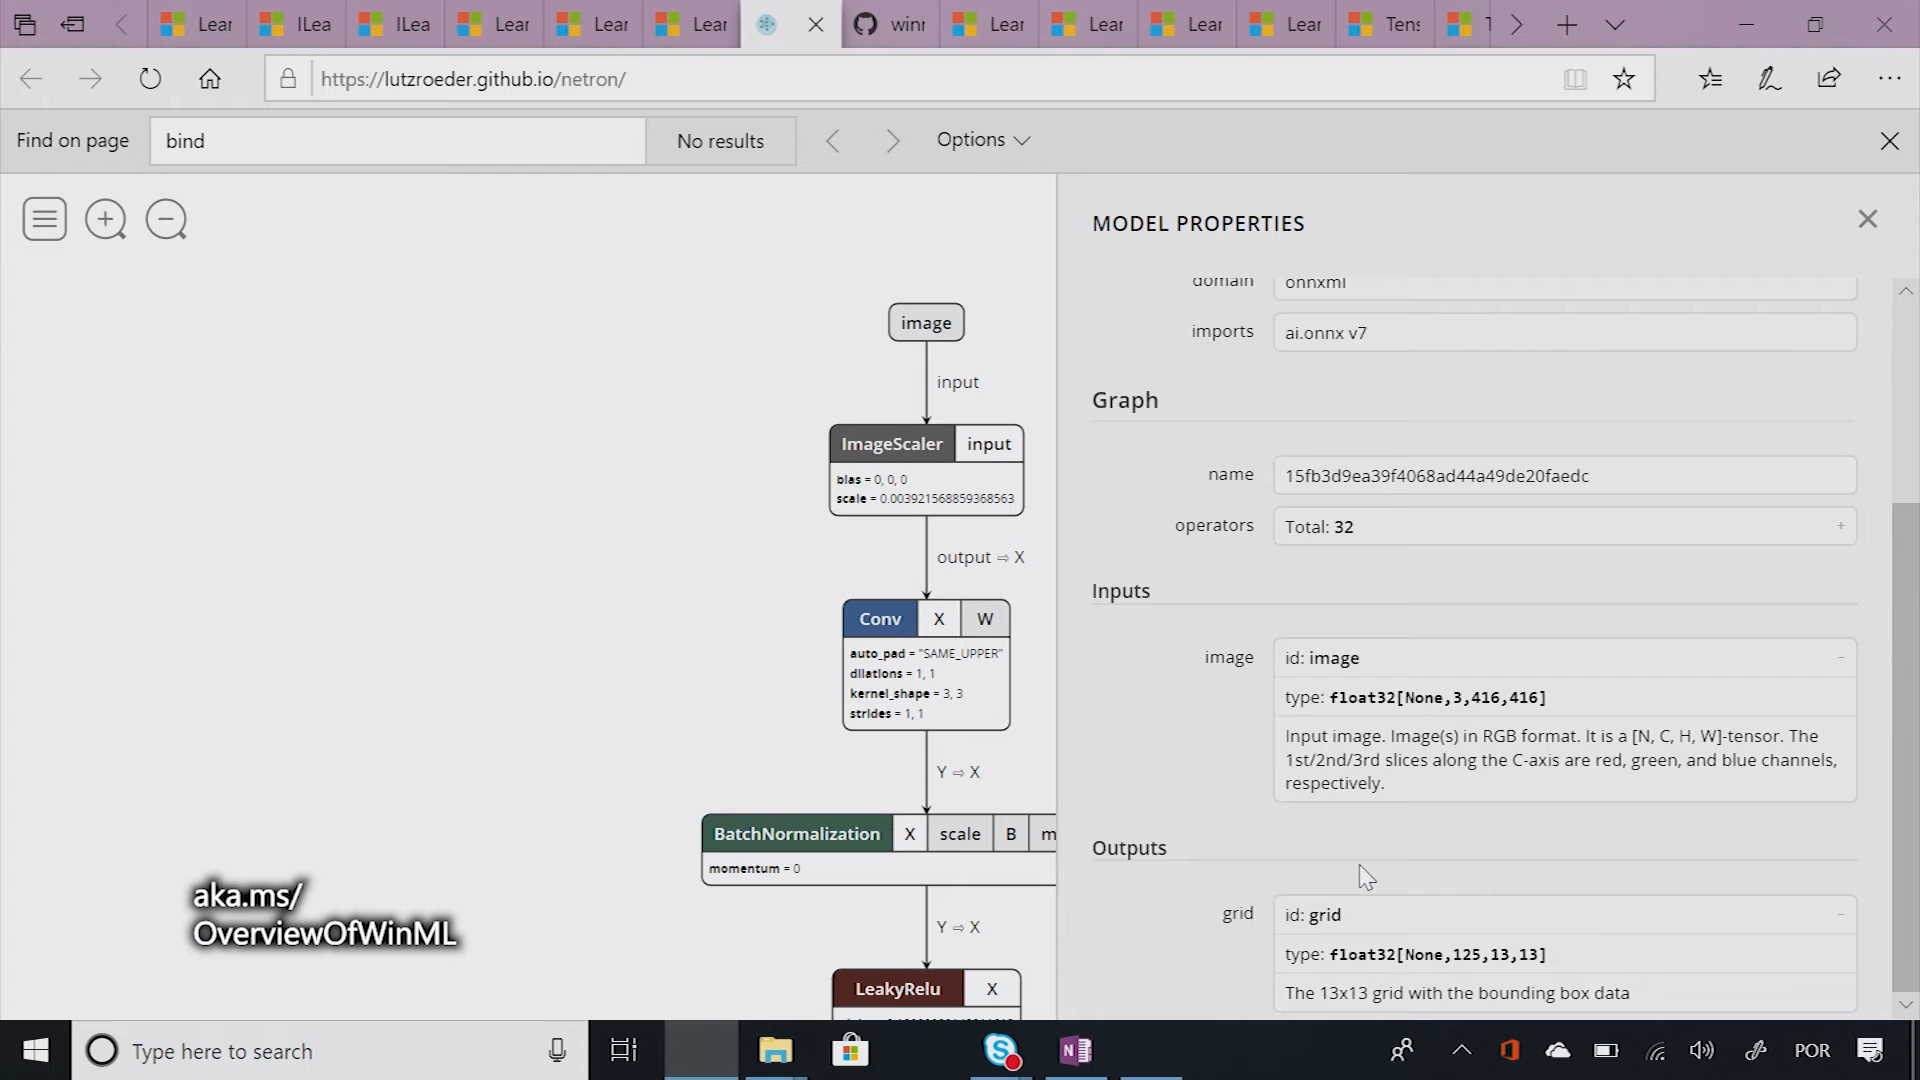 Lear
ILea
ILea
Lear
Lear
Lear
winr
Lear
Lear
Lear
Lear
Tens
https://lutzroeder.github.io/netron/
Find on page
bind
No results
Options
image
input
ImageScaler input
bias = 0, 0, 0
scale = 0.003921568859368563
output ⇨ X
Conv X W
auto_pad = "SAME_UPPER"
dilations = 1, 1
kernel_shape = 3, 3
strides = 1, 1
Y ⇨ X
BatchNormalization X scale B m
momentum = 0
Y ⇨ X
LeakyRelu X
aka.ms/
OverviewOfWinML
MODEL PROPERTIES
domain onnxml
imports ai.onnx v7
Graph
name 15fb3d9ea39f4068ad44a49de20faedc
operators Total: 32 +
Inputs
image id: image -
type: float32[None,3,416,416]
Input image. Image(s) in RGB format. It is a [N, C, H, W]-tensor. The
1st/2nd/3rd slices along the C-axis are red, green, and blue channels,
respectively.
Outputs
grid id: grid -
type: float32[None,125,13,13]
The 13x13 grid with the bounding box data
Type here to search
POR